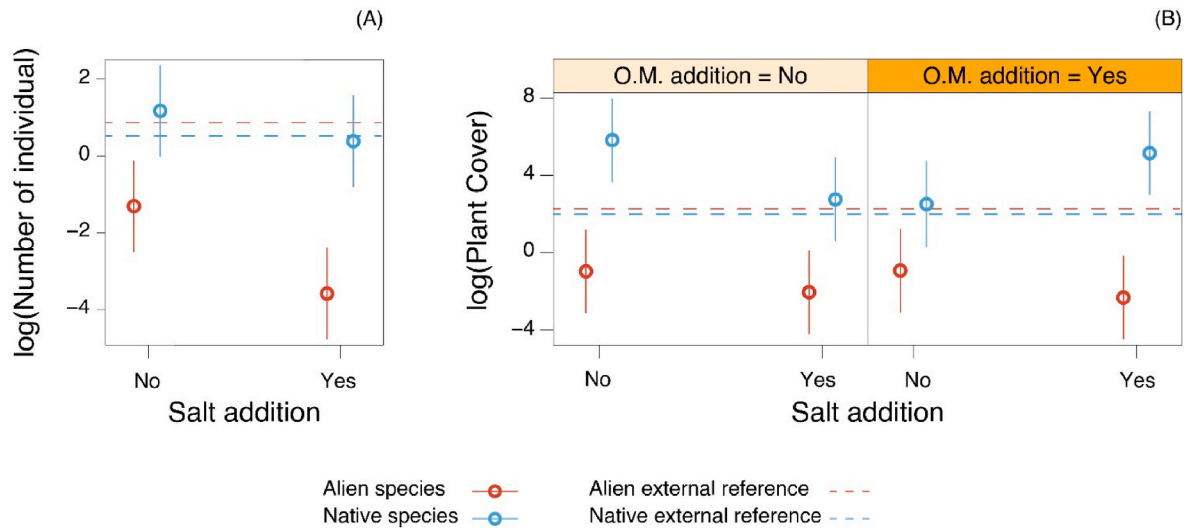 (A)
log(Number of individual)
2
0
−2
−4
No
Yes
Salt addition
(B)
O.M. addition = No
O.M. addition = Yes
log(Plant Cover)
8
4
0
−4
No
Yes
No
Yes
Salt addition
Alien species
Native species
Alien external reference
Native external reference